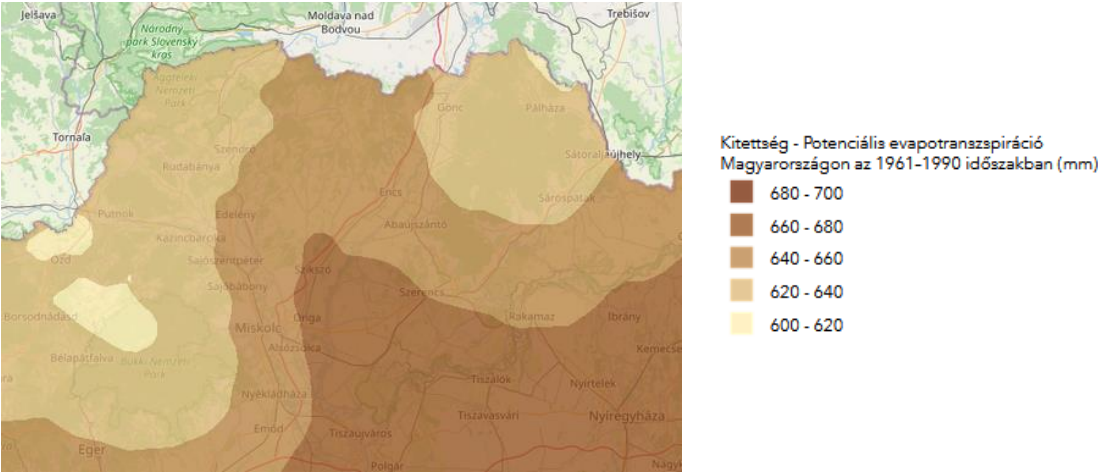 Jelšava
Moldava nad
Bodvou
Trebišov
Národný
park Slovenský
kras
Aggteleki
Nemzeti
Park
Gönc
Pálháza
Tornaľa
Szendrő
Sátoraljaújhely
Rudabánya
Encs
Sárospatak
Putnok
Edelény
Abaújszántó
Kazincbarcika
Ózd
Sajószentpéter
Szikszó
Sajóbábony
Szerencs
Borsodnádasd
Onga
Rakamaz
Ibrány
Miskolc
Alsózsolca
Kemecse
Bélapátfalva
Bükki Nemzeti
Park
Tiszalök
Nyírtelek
Nyékládháza
Tiszavasvári
Nyíregyháza
Emőd
Tiszaújváros
Eger
Polgár
Nagyk
Kitettség - Potenciális evapotranszspiráció
Magyarországon az 1961-1990 időszakban (mm)
680 - 700
660 - 680
640 - 660
620 - 640
600 - 620